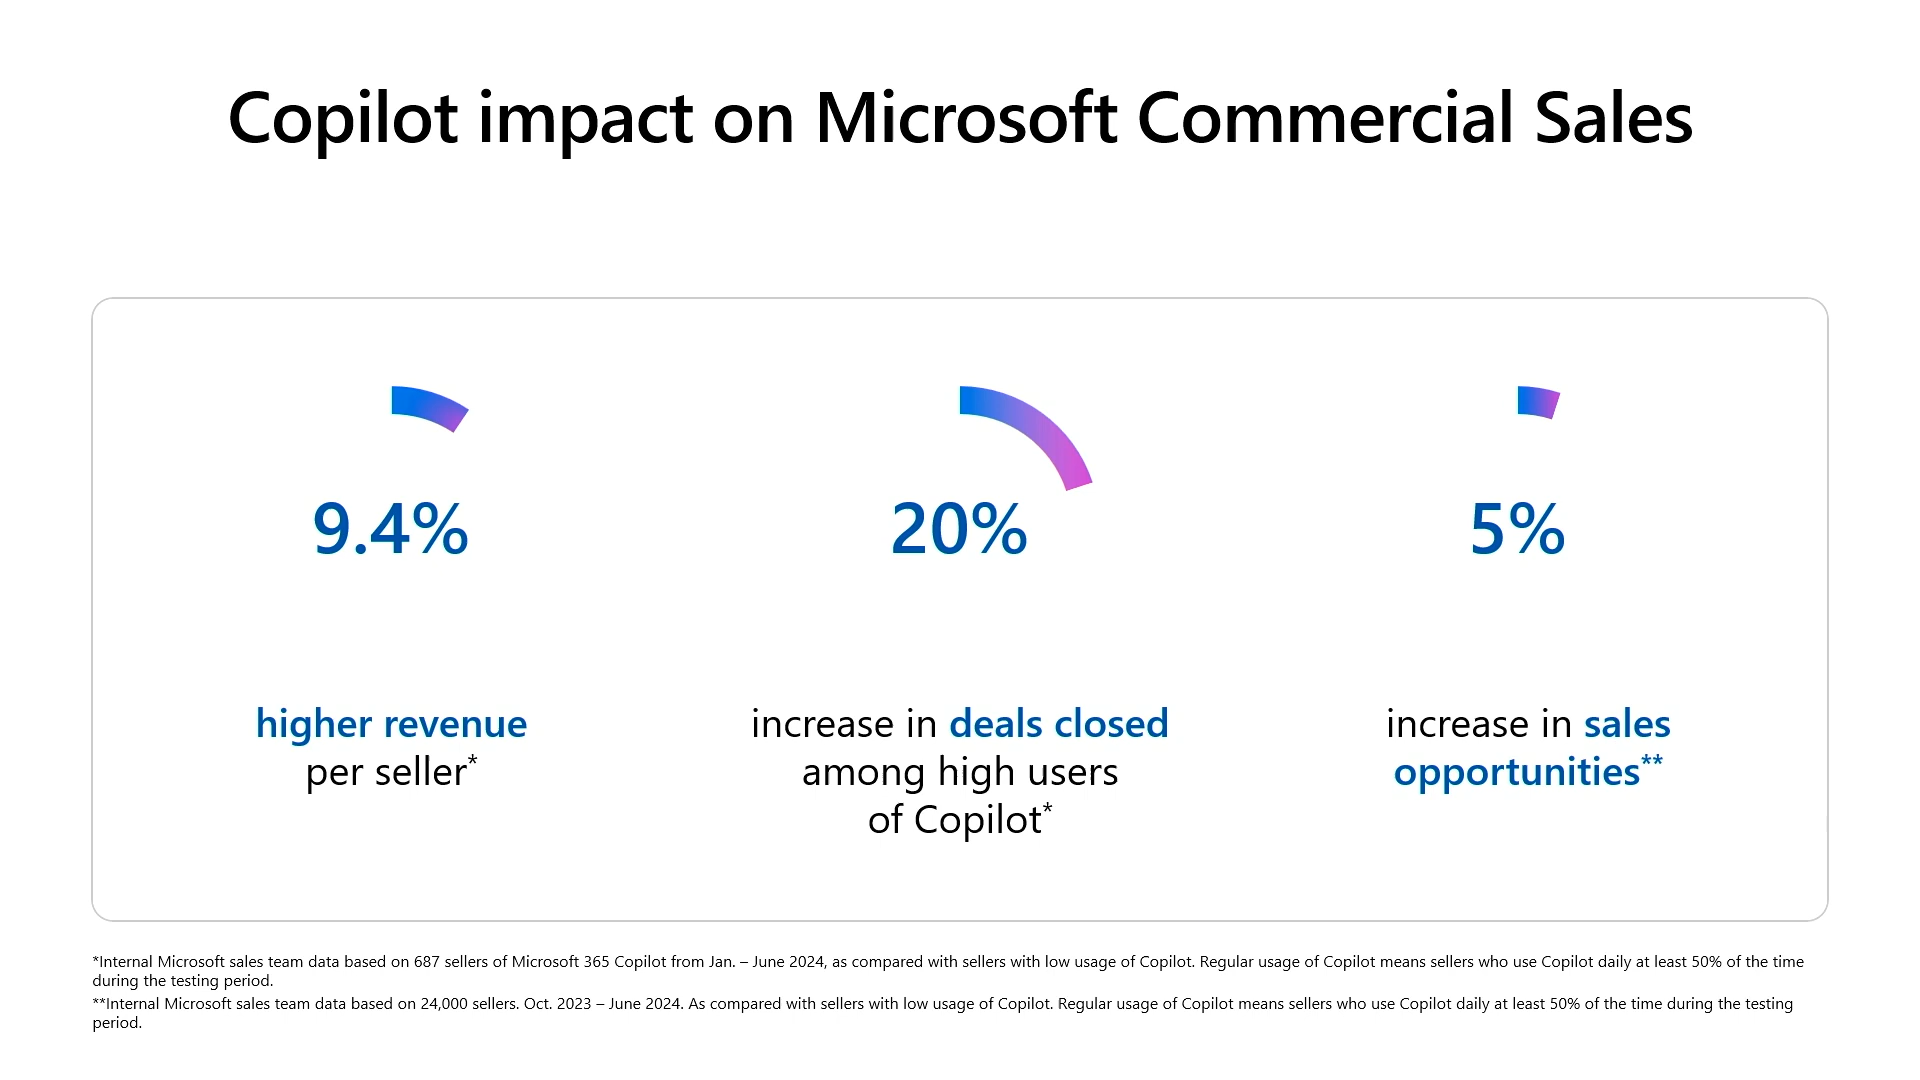 Copilot impact on Microsoft Commercial Sales
9.4%
higher revenue
per seller*
20%
increase in deals closed
among high users
of Copilot*
5%
increase in sales
opportunities**
*Internal Microsoft sales team data based on 687 sellers of Microsoft 365 Copilot from Jan. – June 2024, as compared with sellers with low usage of Copilot. Regular usage of Copilot means sellers who use Copilot daily at least 50% of the time
during the testing period.
**Internal Microsoft sales team data based on 24,000 sellers. Oct. 2023 – June 2024. As compared with sellers with low usage of Copilot. Regular usage of Copilot means sellers who use Copilot daily at least 50% of the time during the testing
period.